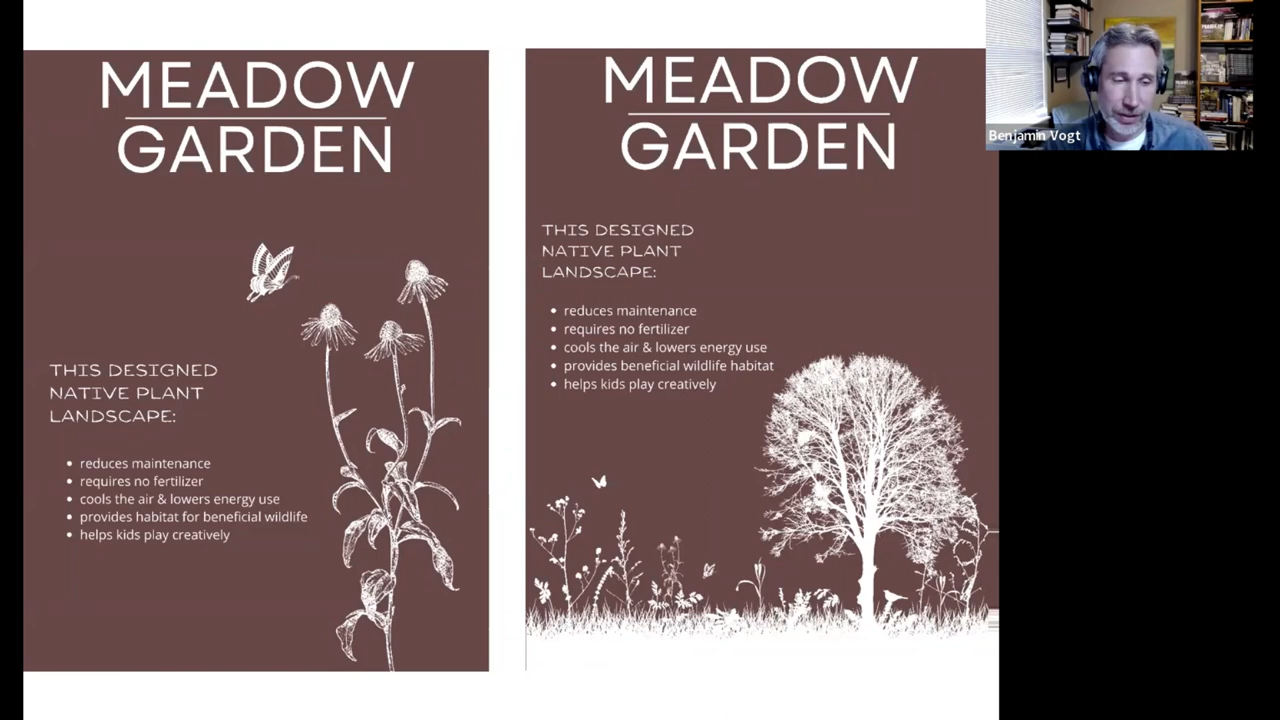 MEADOW
GARDEN
THIS DESIGNED
NATIVE PLANT
LANDSCAPE:
• reduces maintenance
• requires no fertilizer
• cools the air & lowers energy use
• provides habitat for beneficial wildlife
• helps kids play creatively
MEADOW
GARDEN
THIS DESIGNED
NATIVE PLANT
LANDSCAPE:
• reduces maintenance
• requires no fertilizer
• cools the air & lowers energy use
• provides beneficial wildlife habitat
• helps kids play creatively
Benjamin Vogt